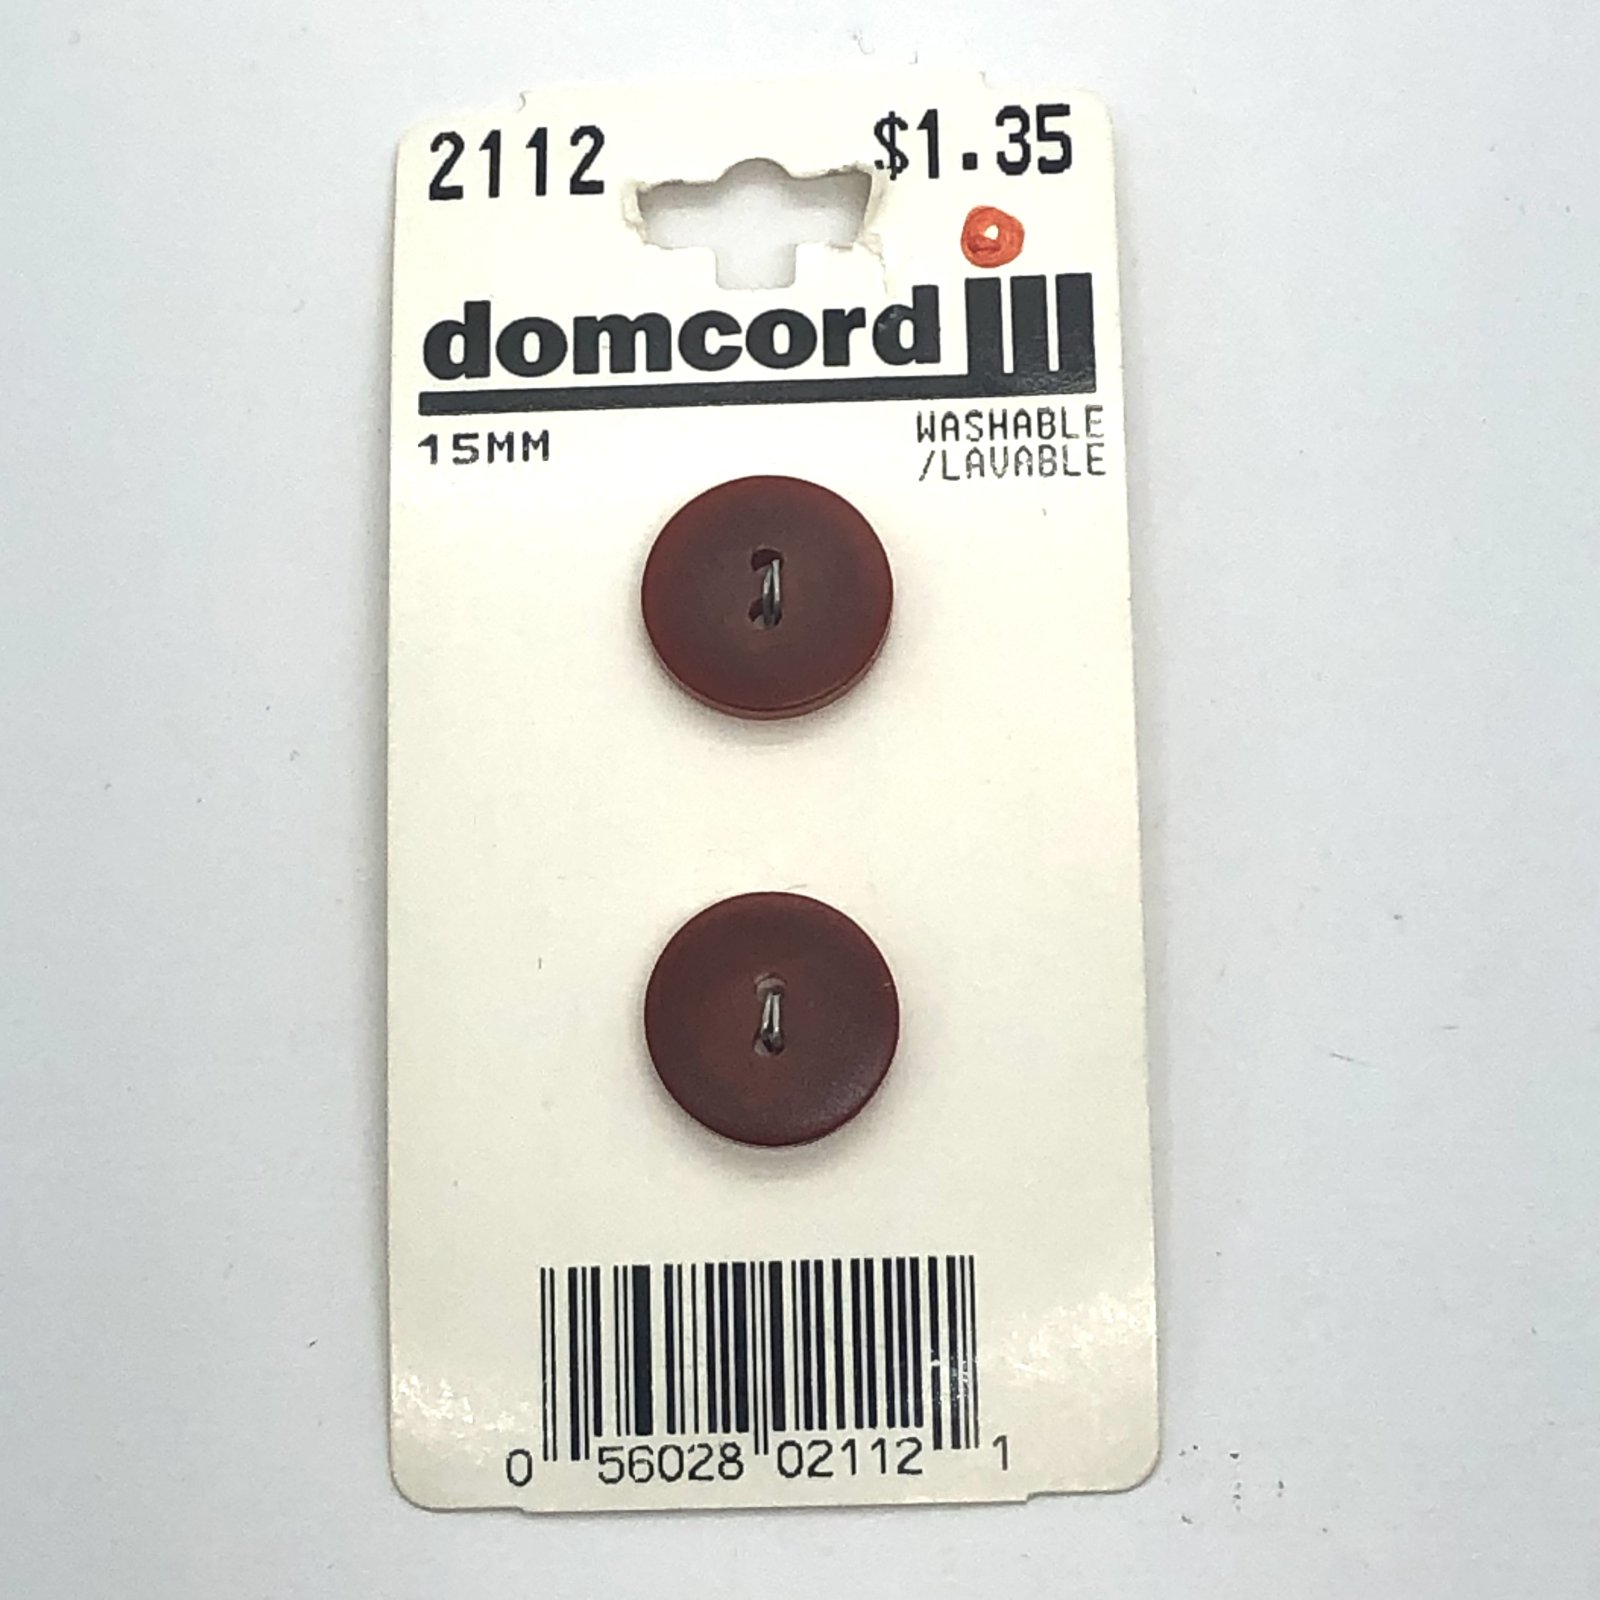 2112 $1.35
domcord
15MM WASHABLE
/LAVABLE
0 56028 02112 1